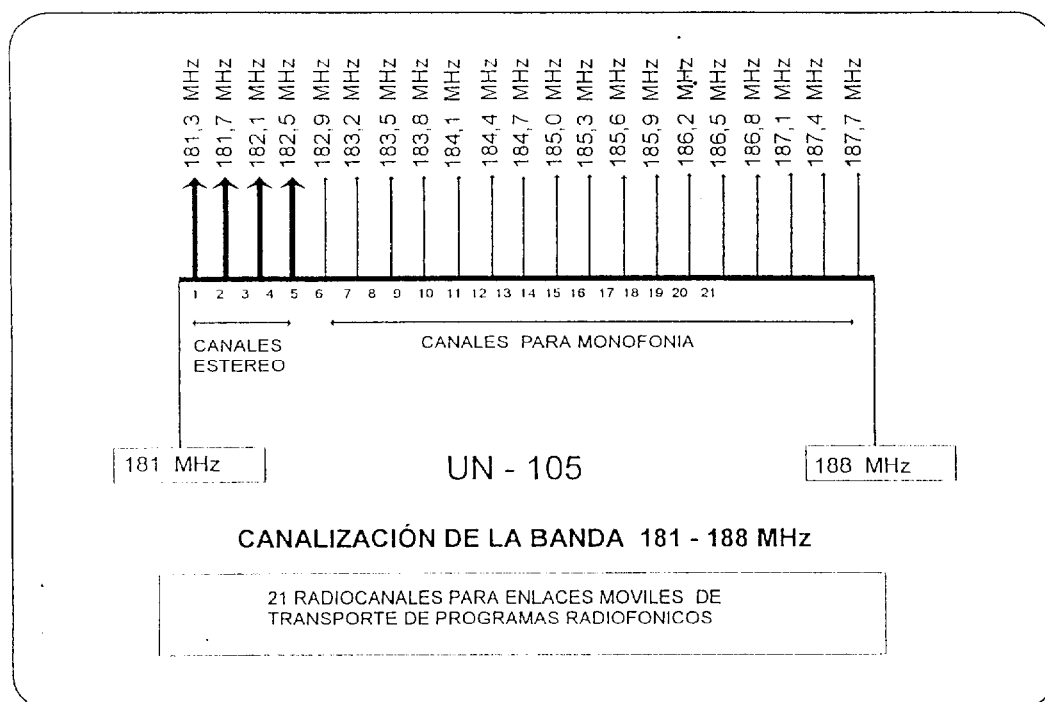 181,3 MHz
181,7 MHz
182,1 MHz
182,5 MHz
182,9 MHz
183,2 MHz
183,5 MHz
183,8 MHz
184,1 MHz
184,4 MHz
184,7 MHz
185,0 MHz
185,3 MHz
185,6 MHz
185,9 MHz
186,2 MHz
186,5 MHz
186,8 MHz
187,1 MHz
187,4 MHz
187,7 MHz
1 2 3 4 5 6 7 8 9 10 11 12 13 14 15 16 17 18 19 20 21
CANALES
ESTEREO
CANALES PARA MONOFONIA
181 MHz
UN - 105
188 MHz
CANALIZACIÓN DE LA BANDA 181 - 188 MHz
21 RADIOCANALES PARA ENLACES MOVILES DE
TRANSPORTE DE PROGRAMAS RADIOFONICOS